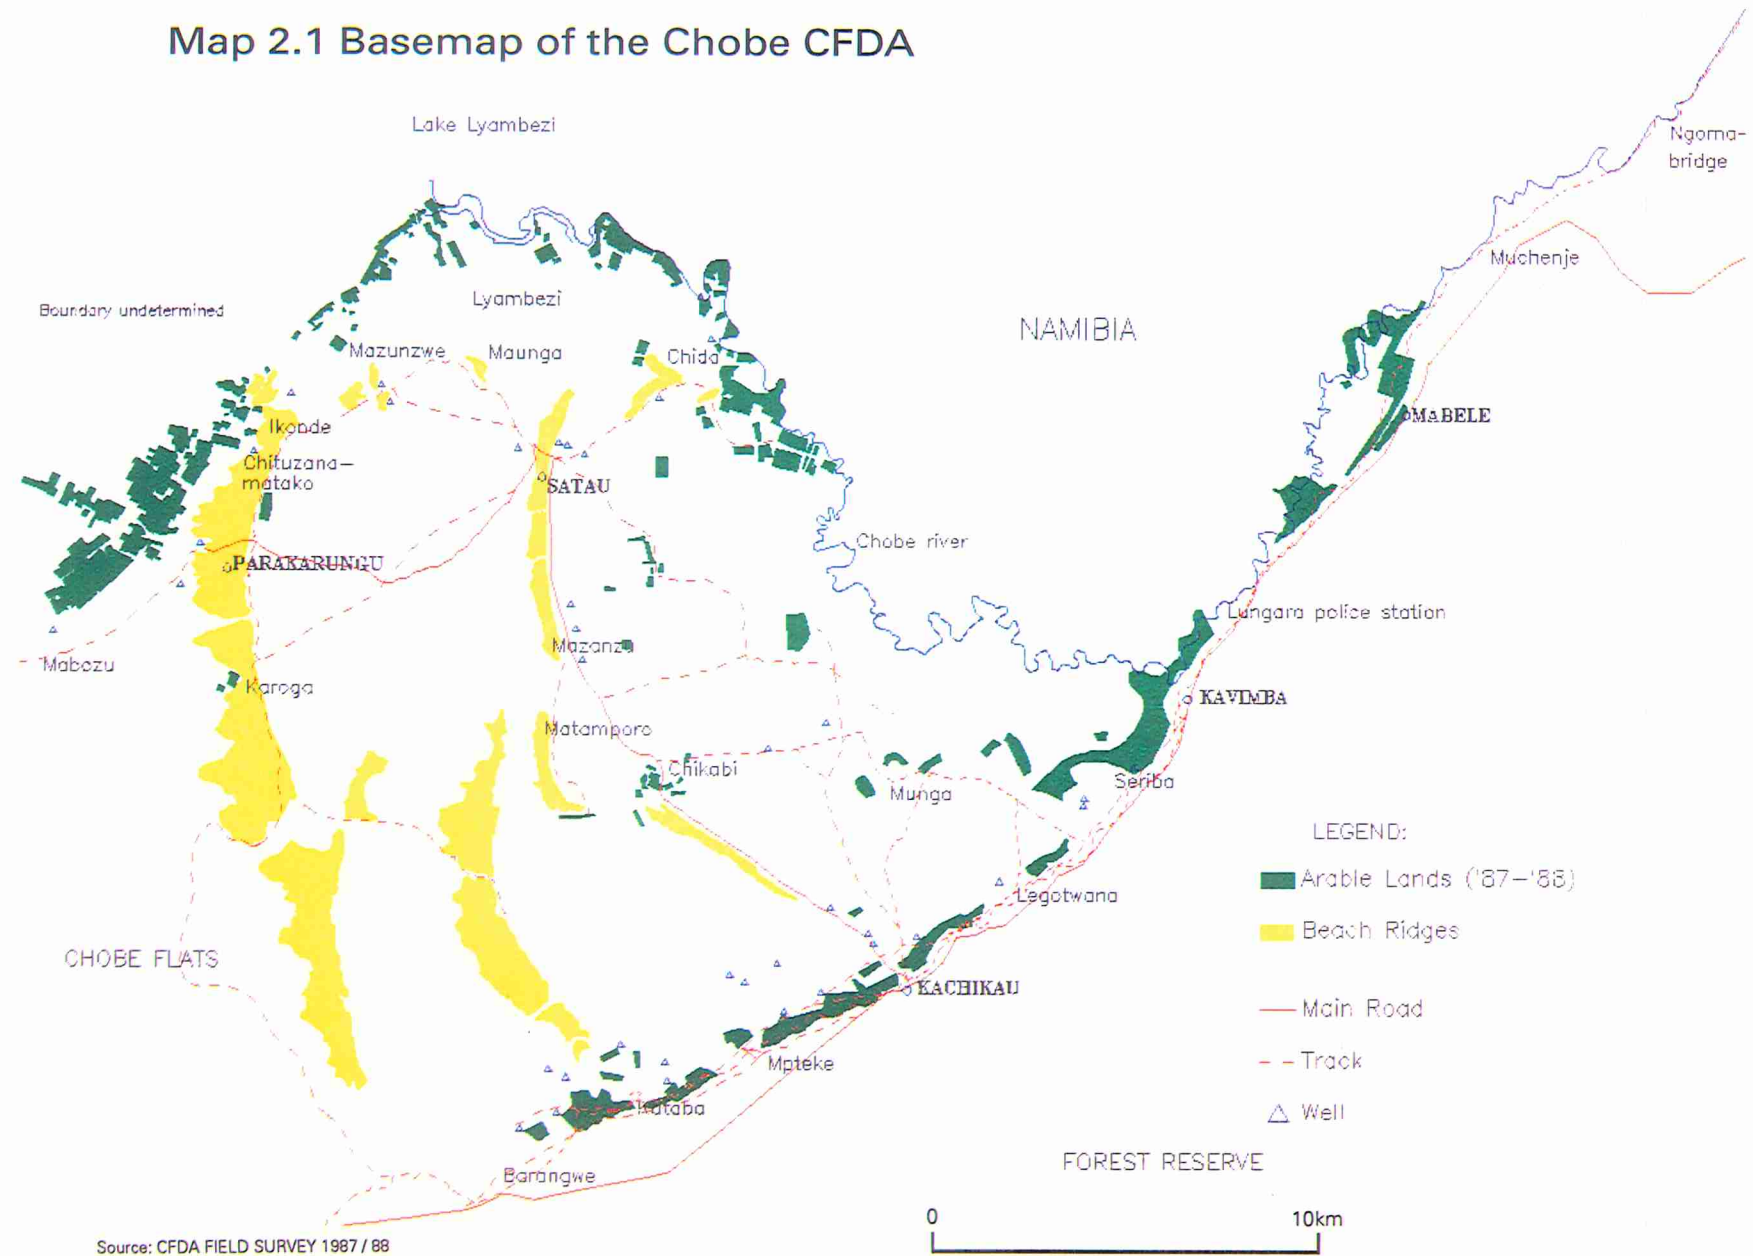 Map 2.1 Basemap of the Chobe CFDA
Lake Lyambezi
Ngoma-
bridge
Muchenje
Lyambezi
Boundary undetermined
NAMIBIA
Mazunzwe
Maunga
Chida
MABELE
Ikonde
Chifuzana-
matako
SATAU
Chobe river
PARAKARUNGU
Lungara police station
Mazanza
Mabozu
Karoga
KAVIMBA
Matamporo
Chikabi
Munga
Seriba
LEGEND:
Arable Lands ('87-'88)
Legotwana
Beach Ridges
CHOBE FLATS
KACHIKAU
Main Road
Mpteke
Track
Kataba
Well
Barangwe
FOREST RESERVE
0
10km
Source: CFDA FIELD SURVEY 1987 / 88